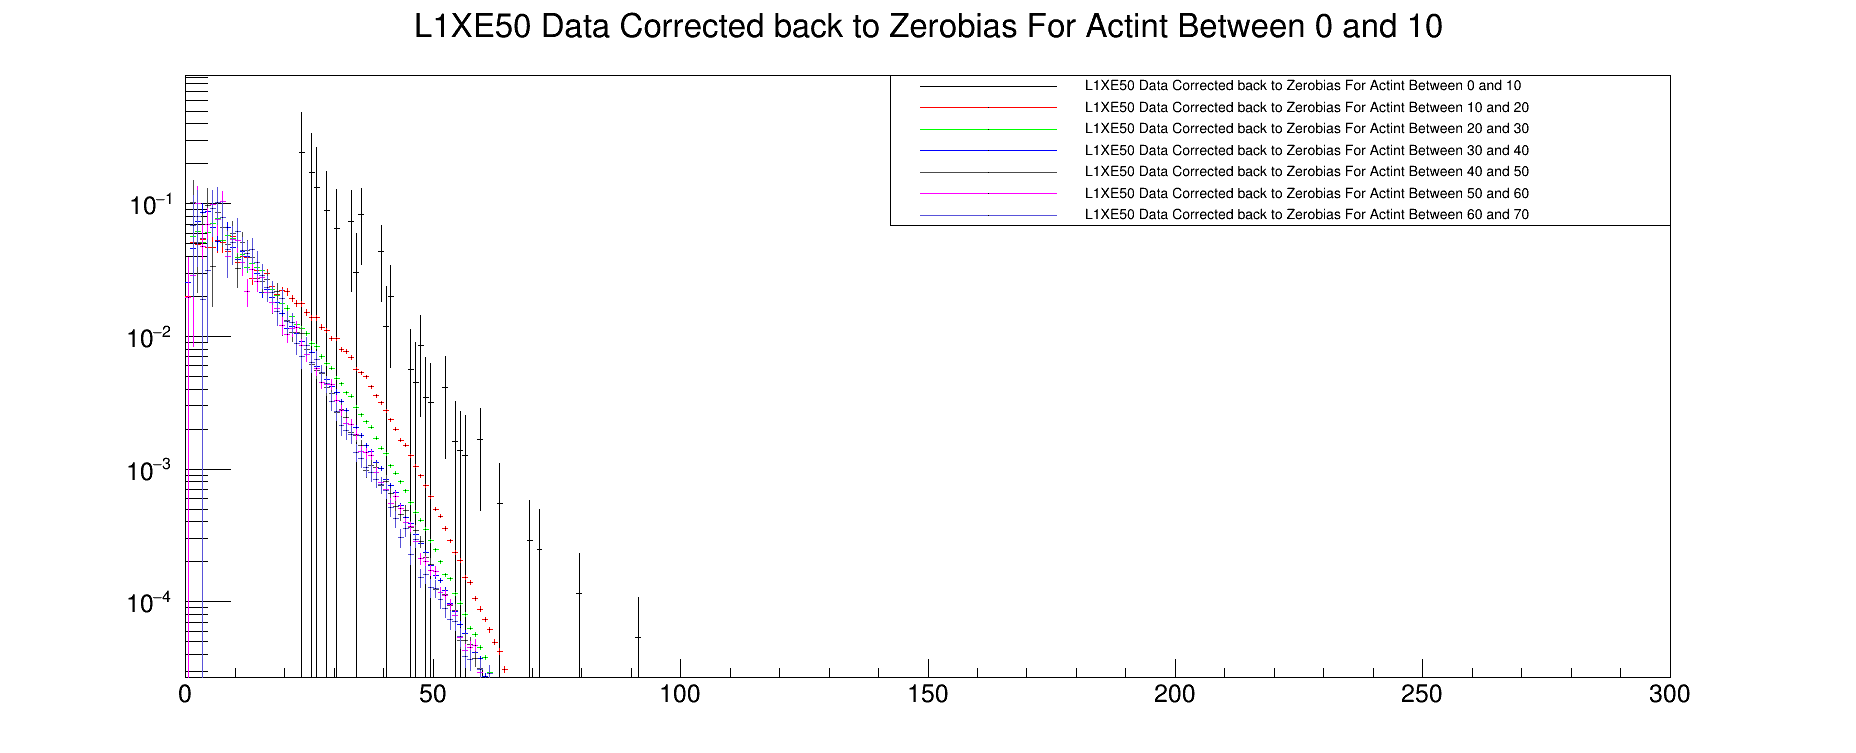 L1XE50 Data Corrected back to Zerobias For Actint Between 0 and 10
L1XE50 Data Corrected back to Zerobias For Actint Between 0 and 10
L1XE50 Data Corrected back to Zerobias For Actint Between 10 and 20
L1XE50 Data Corrected back to Zerobias For Actint Between 20 and 30
L1XE50 Data Corrected back to Zerobias For Actint Between 30 and 40
L1XE50 Data Corrected back to Zerobias For Actint Between 40 and 50
L1XE50 Data Corrected back to Zerobias For Actint Between 50 and 60
L1XE50 Data Corrected back to Zerobias For Actint Between 60 and 70
10⁻¹
10⁻²
10⁻³
10⁻⁴
0 50 100 150 200 250 300